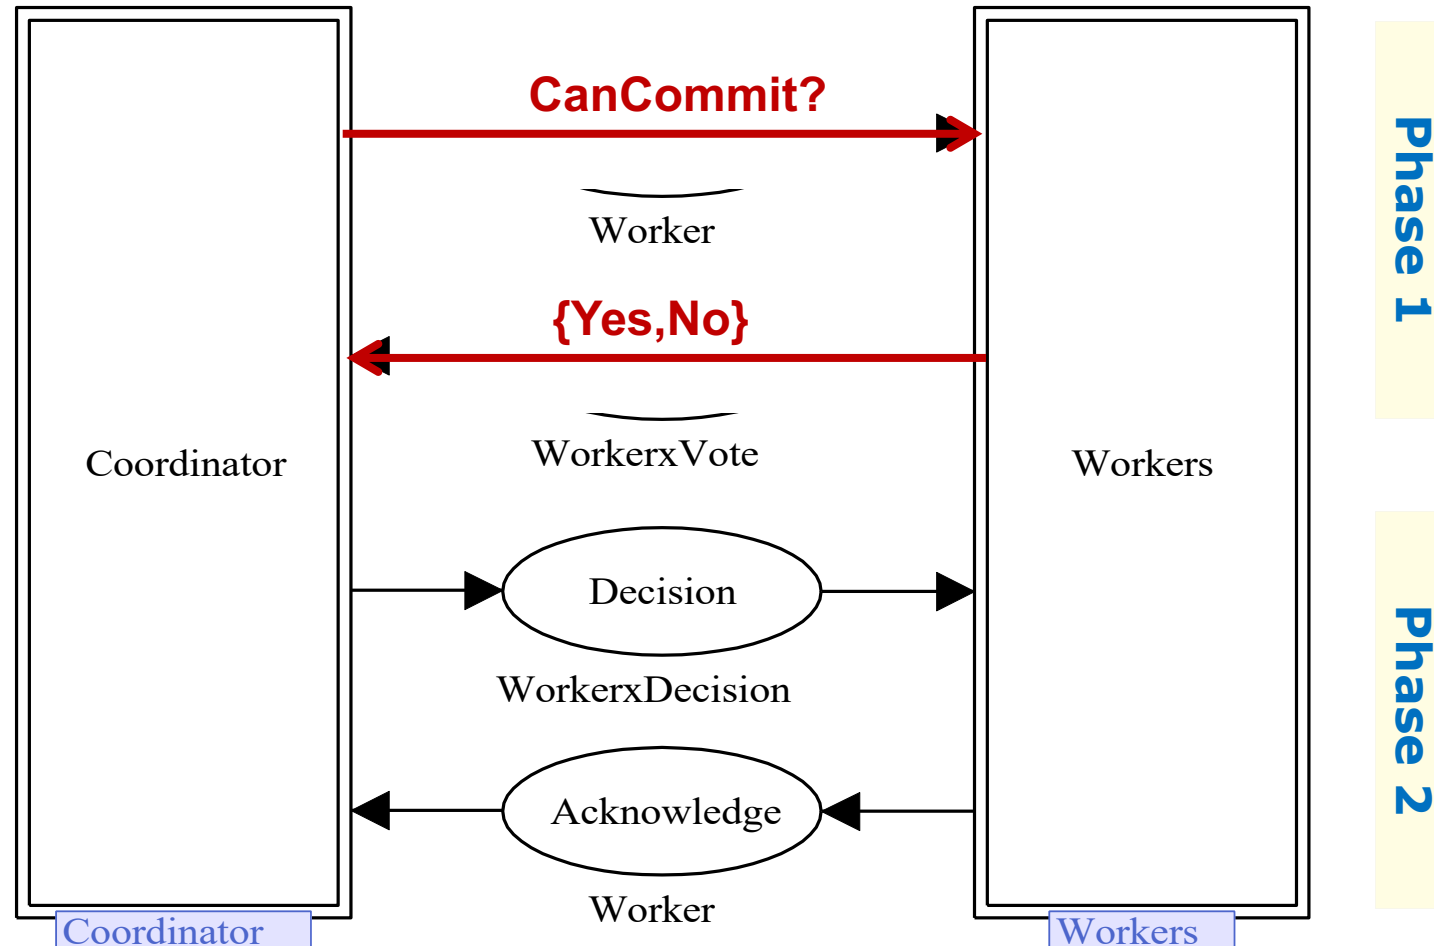 CanCommit?
Worker
{Yes,No}
WorkerxVote
Coordinator
Workers
Decision
WorkerxDecision
Acknowledge
Worker
Coordinator
Workers
Phase 1
Phase 2